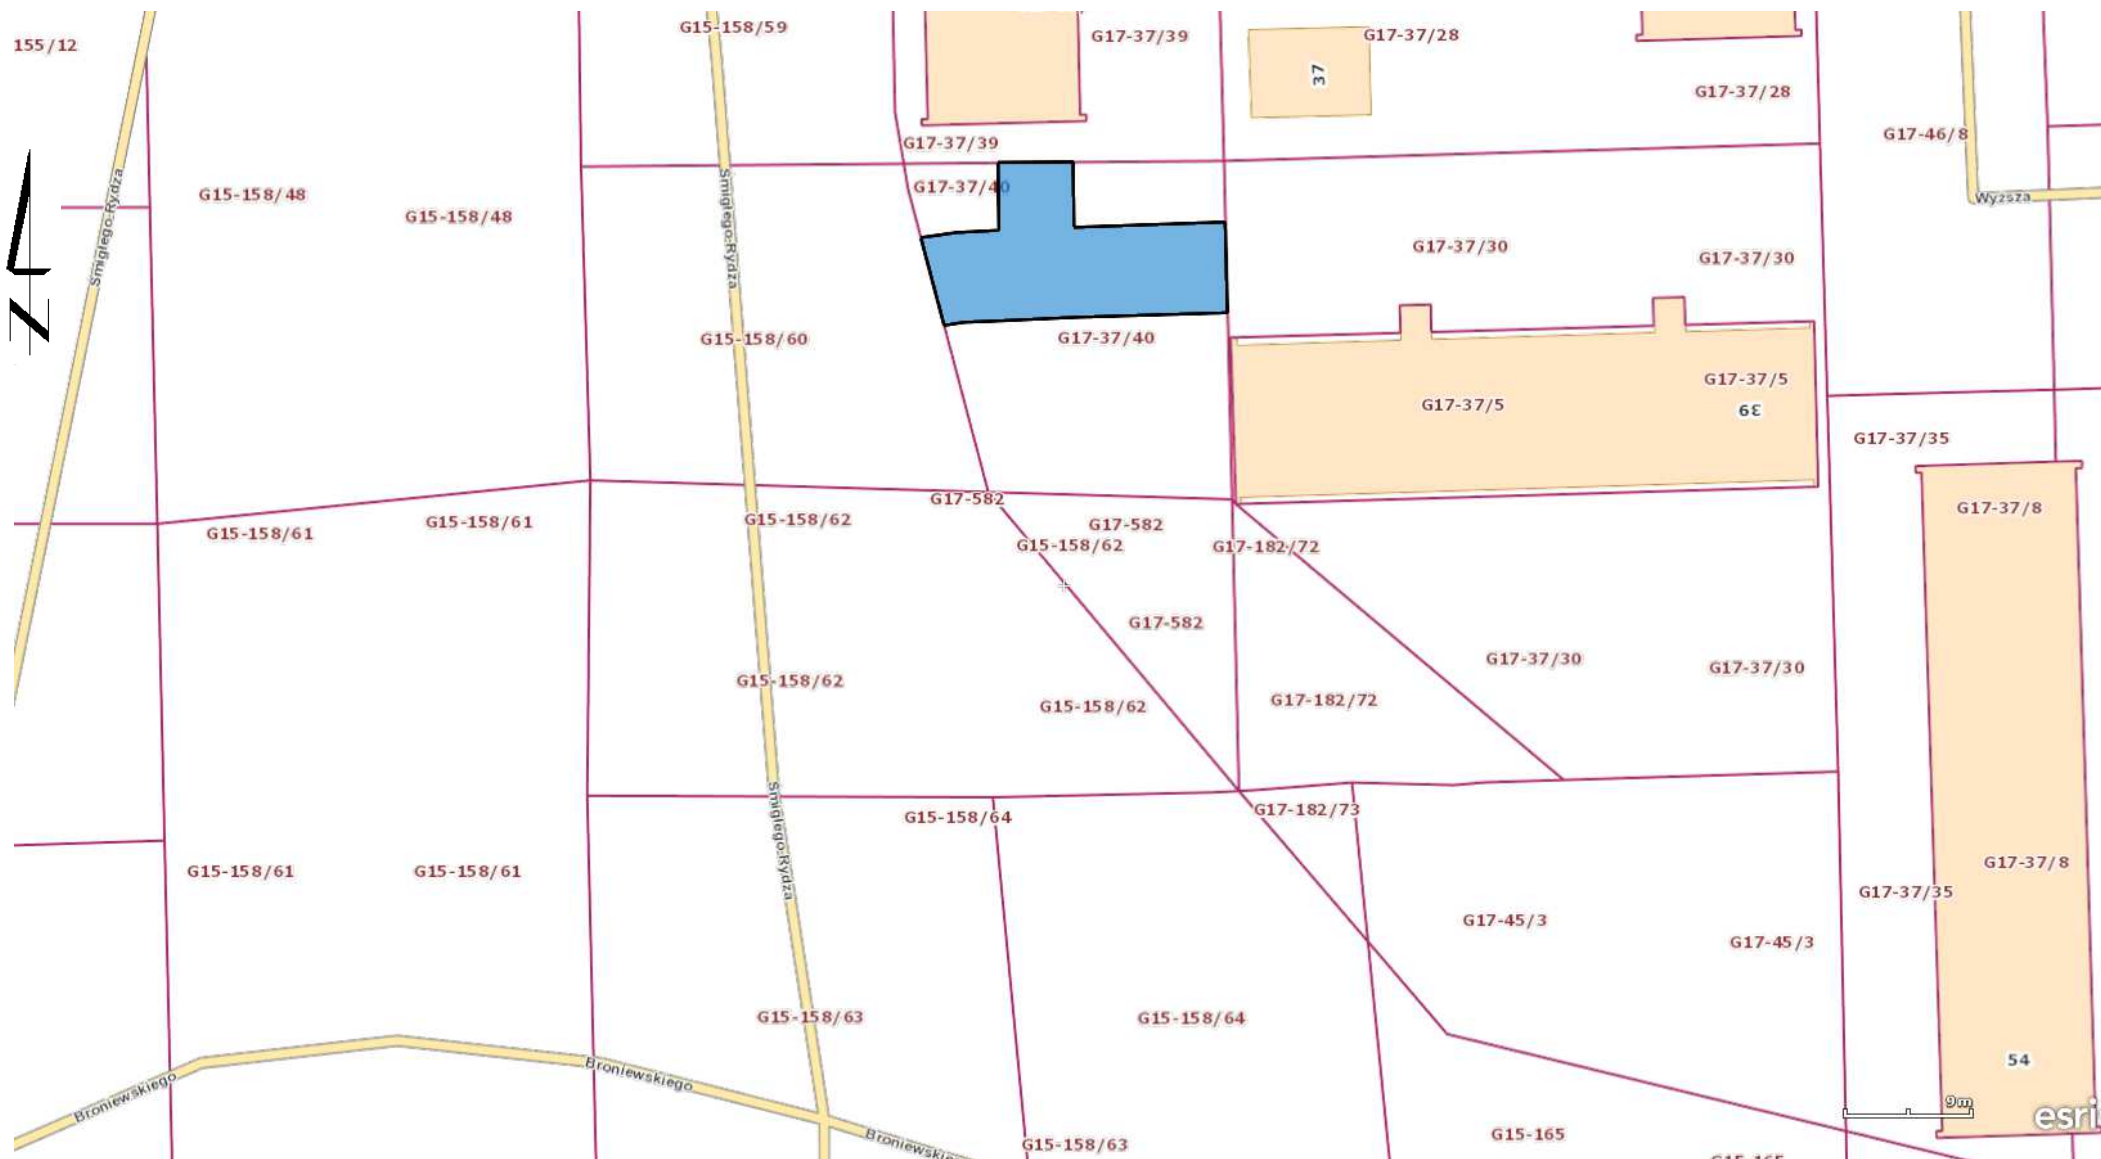 G15-158/59
G17-37/39
G17-37/28
155/12
37
G17-37/28
G17-46/8
G17-37/39
Śmigłego-Rydza
G15-158/48
G15-158/48
Śmigłego-Rydza
G17-37/40
Wyższa
G17-37/30
G17-37/30
N
G15-158/60
G17-37/40
G17-37/5
G17-37/5
39
G17-37/35
G17-582
G17-37/8
G15-158/61
G15-158/61
G15-158/62
G17-582
G15-158/62
G17-182/72
G17-582
G17-37/30
G17-37/30
G15-158/62
G15-158/62
G17-182/72
Śmigłego-Rydza
G15-158/64
G17-182/73
G15-158/61
G15-158/61
G17-37/8
G17-37/35
G17-45/3
G17-45/3
G15-158/63
G15-158/64
Broniewskiego
Broniewskiego
54
9m
esri
Broniewskie
G15-158/63
G15-165
G15-165